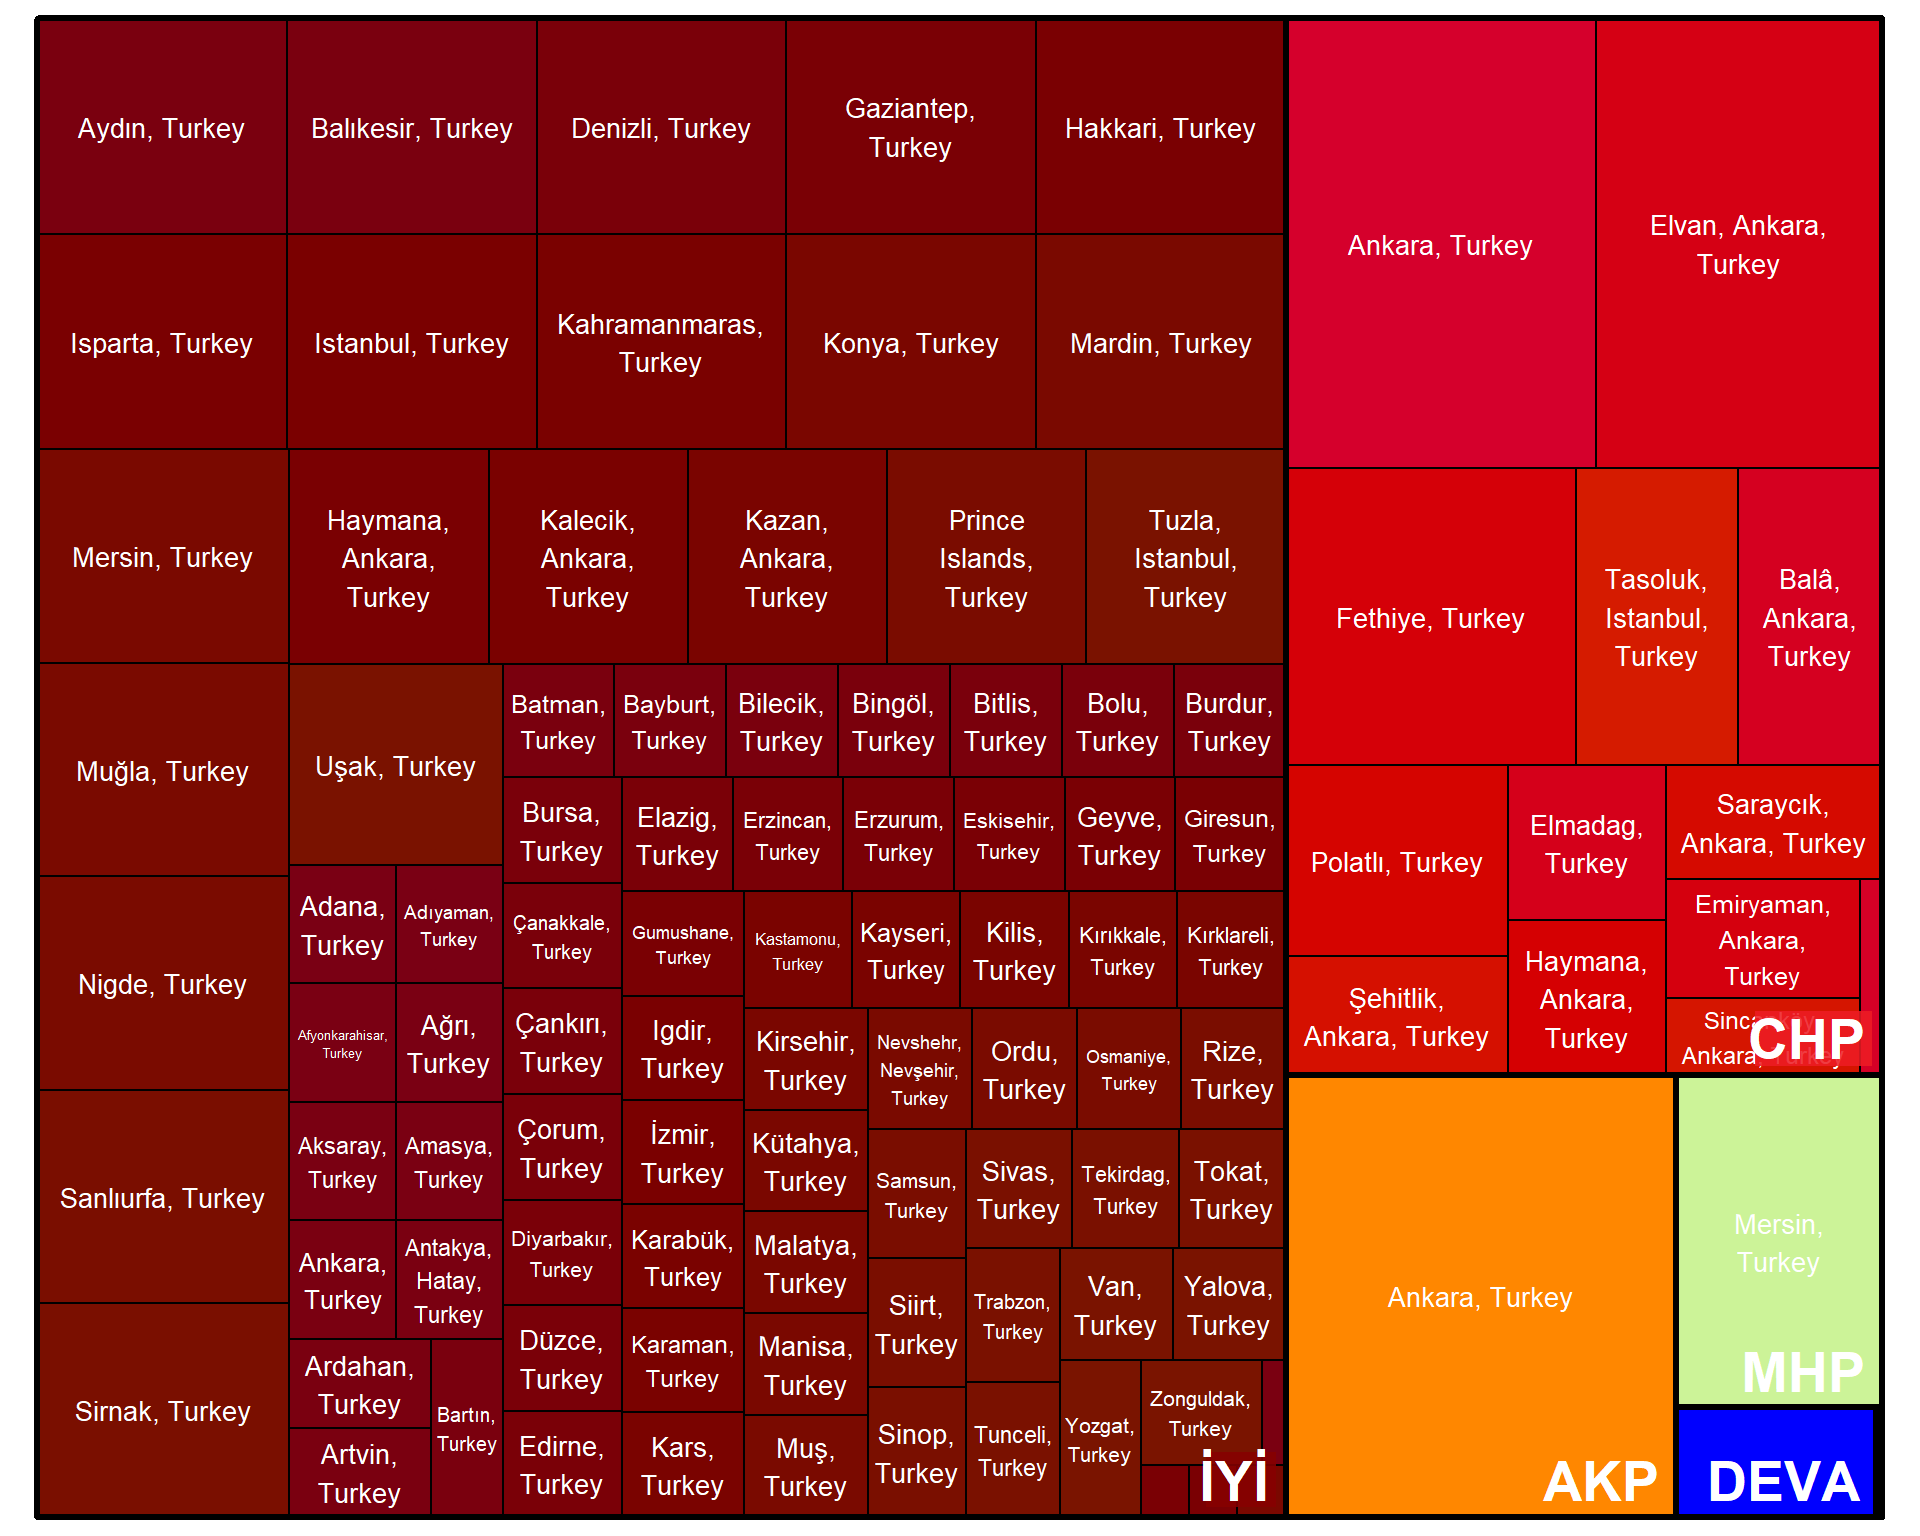 Aydın, Turkey
Balıkesir, Turkey
Denizli, Turkey
Gaziantep,
Turkey
Hakkari, Turkey
Isparta, Turkey
Istanbul, Turkey
Kahramanmaras,
Turkey
Konya, Turkey
Mardin, Turkey
Mersin, Turkey
Haymana,
Ankara,
Turkey
Kalecik,
Ankara,
Turkey
Kazan,
Ankara,
Turkey
Prince
Islands,
Turkey
Tuzla,
Istanbul,
Turkey
Muğla, Turkey
Nigde, Turkey
Sanlıurfa, Turkey
Sirnak, Turkey
Uşak, Turkey
Adana,
Turkey
Adıyaman,
Turkey
Afyonkarahisar,
Turkey
Ağrı,
Turkey
Aksaray,
Turkey
Amasya,
Turkey
Ankara,
Turkey
Antakya,
Hatay,
Turkey
Ardahan,
Turkey
Artvin,
Turkey
Bartın,
Turkey
Batman,
Turkey
Bayburt,
Turkey
Bilecik,
Turkey
Bingöl,
Turkey
Bitlis,
Turkey
Bolu,
Turkey
Burdur,
Turkey
Bursa,
Turkey
Çanakkale,
Turkey
Çankırı,
Turkey
Çorum,
Turkey
Diyarbakır,
Turkey
Düzce,
Turkey
Edirne,
Turkey
Elazig,
Turkey
Erzincan,
Turkey
Erzurum,
Turkey
Eskisehir,
Turkey
Geyve,
Turkey
Giresun,
Turkey
Gumushane,
Turkey
Igdir,
Turkey
İzmir,
Turkey
Karabük,
Turkey
Karaman,
Turkey
Kars,
Turkey
Kastamonu,
Turkey
Kayseri,
Turkey
Kilis,
Turkey
Kırıkkale,
Turkey
Kırklareli,
Turkey
Kirsehir,
Turkey
Kütahya,
Turkey
Malatya,
Turkey
Manisa,
Turkey
Muş,
Turkey
Nevshehr,
Nevşehir,
Turkey
Ordu,
Turkey
Osmaniye,
Turkey
Rize,
Turkey
Samsun,
Turkey
Siirt,
Turkey
Sinop,
Turkey
Sivas,
Turkey
Tekirdag,
Turkey
Tokat,
Turkey
Trabzon,
Turkey
Tunceli,
Turkey
Van,
Turkey
Yalova,
Turkey
Yozgat,
Turkey
Zonguldak,
Turkey
İYİ
Ankara, Turkey
Elvan, Ankara,
Turkey
Fethiye, Turkey
Tasoluk,
Istanbul,
Turkey
Balâ,
Ankara,
Turkey
Polatlı, Turkey
Şehitlik,
Ankara, Turkey
Elmadag,
Turkey
Haymana,
Ankara,
Turkey
Saraycık,
Ankara, Turkey
Emiryaman,
Ankara,
Turkey
Ankara, Turkey
CHP
Ankara, Turkey
AKP
Mersin,
Turkey
MHP
DEVA